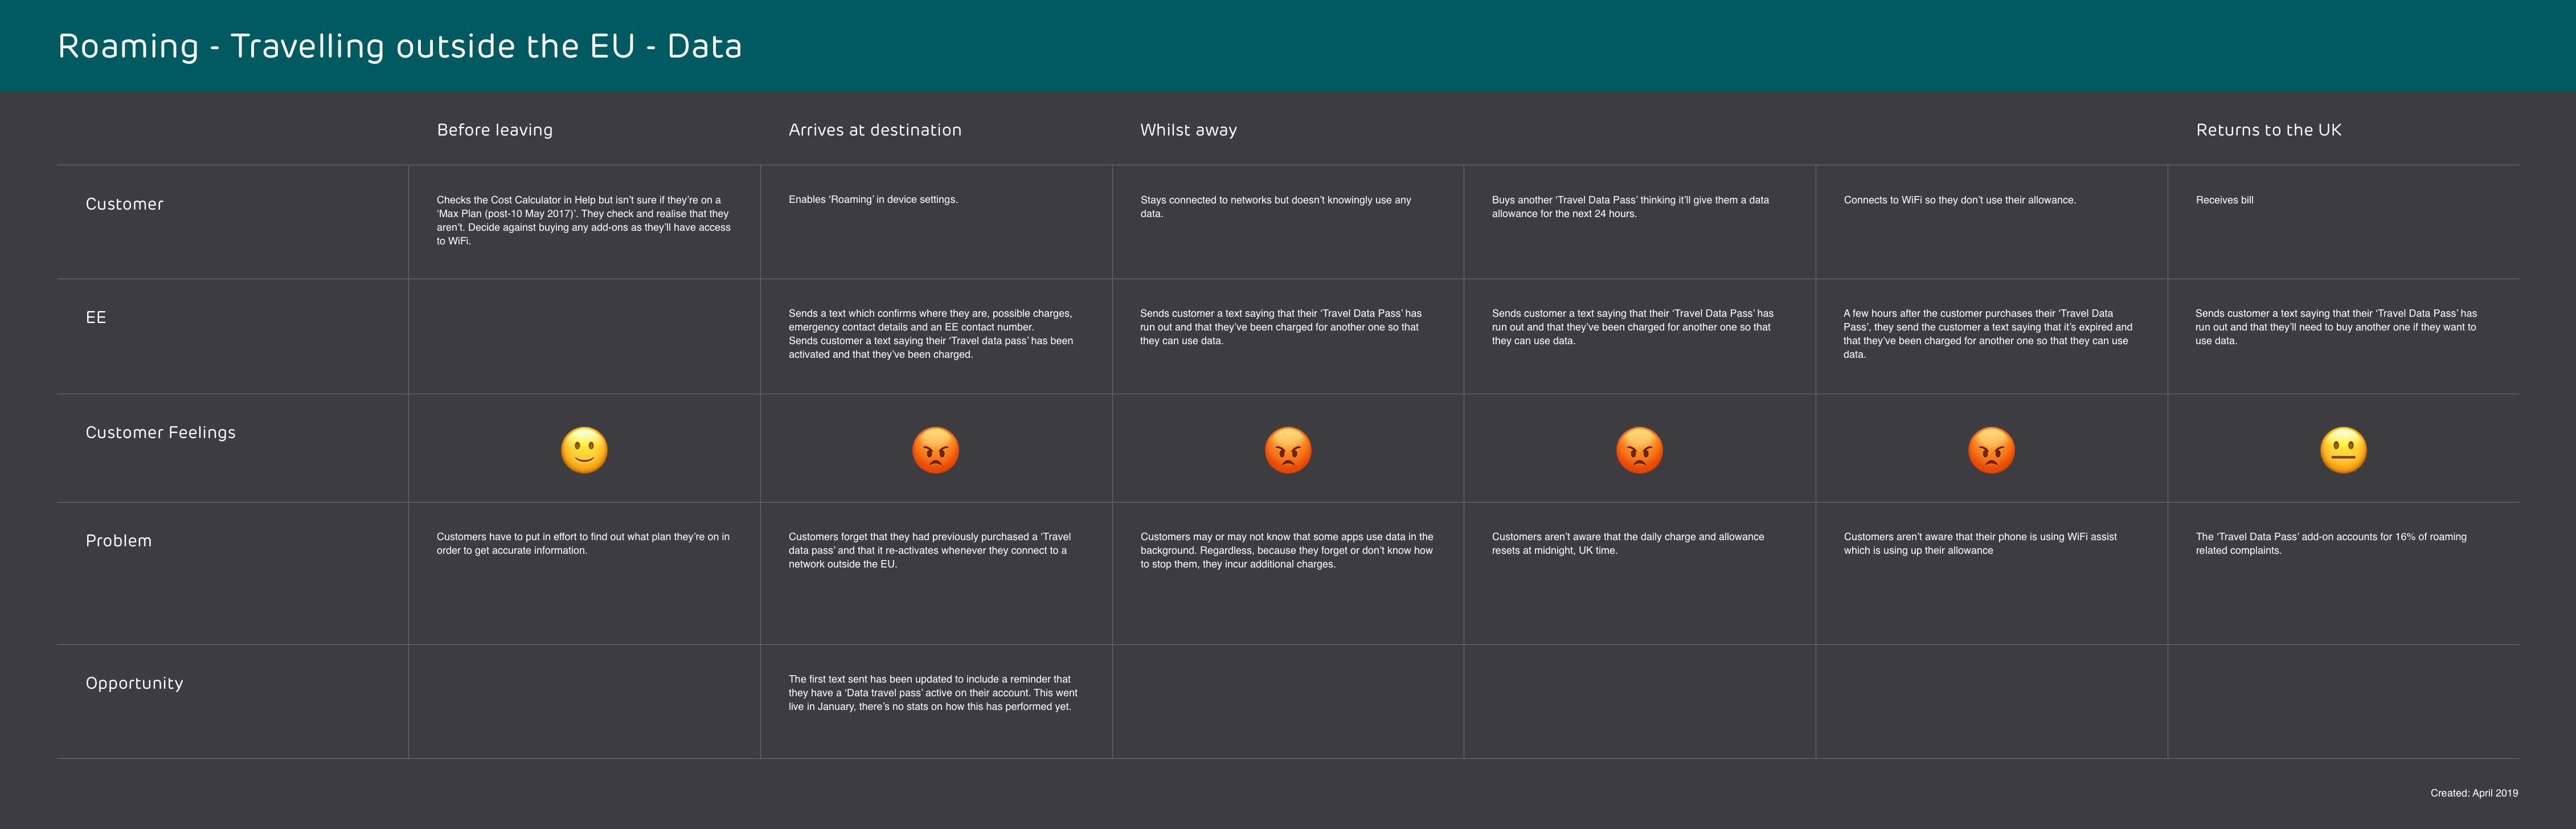 Roaming - Travelling outside the EU - Data
Before leaving
Arrives at destination
Whilst away
Returns to the UK
Customer
Checks the Cost Calculator in Help but isn’t sure if they’re on a
‘Max Plan (post-10 May 2017)’. They check and realise that they
aren’t. Decide against buying any add-ons as they’ll have access
to WiFi.
Enables ‘Roaming’ in device settings.
Stays connected to networks but doesn’t knowingly use any
data.
Buys another ‘Travel Data Pass’ thinking it’ll give them a data
allowance for the next 24 hours.
Connects to WiFi so they don’t use their allowance.
Receives bill
EE
Sends a text which confirms where they are, possible charges,
emergency contact details and an EE contact number.
Sends customer a text saying their ‘Travel data pass’ has been
activated and that they’ve been charged.
Sends customer a text saying that their ‘Travel Data Pass’ has
run out and that they’ve been charged for another one so that
they can use data.
Sends customer a text saying that their ‘Travel Data Pass’ has
run out and that they’ve been charged for another one so that
they can use data.
A few hours after the customer purchases their ‘Travel Data
Pass’, they send the customer a text saying that it’s expired and
that they’ve been charged for another one so that they can use
data.
Sends customer a text saying that their ‘Travel Data Pass’ has
run out and that they’ll need to buy another one if they want to
use data.
Customer Feelings
Problem
Customers have to put in effort to find out what plan they’re on in
order to get accurate information.
Customers forget that they had previously purchased a ‘Travel
data pass’ and that it re-activates whenever they connect to a
network outside the EU.
Customers may or may not know that some apps use data in the
background. Regardless, because they forget or don’t know how
to stop them, they incur additional charges.
Customers aren’t aware that the daily charge and allowance
resets at midnight, UK time.
Customers aren’t aware that their phone is using WiFi assist
which is using up their allowance
The ‘Travel Data Pass’ add-on accounts for 16% of roaming
related complaints.
Opportunity
The first text sent has been updated to include a reminder that
they have a ‘Data travel pass’ active on their account. This went
live in January, there’s no stats on how this has performed yet.
Created: April 2019